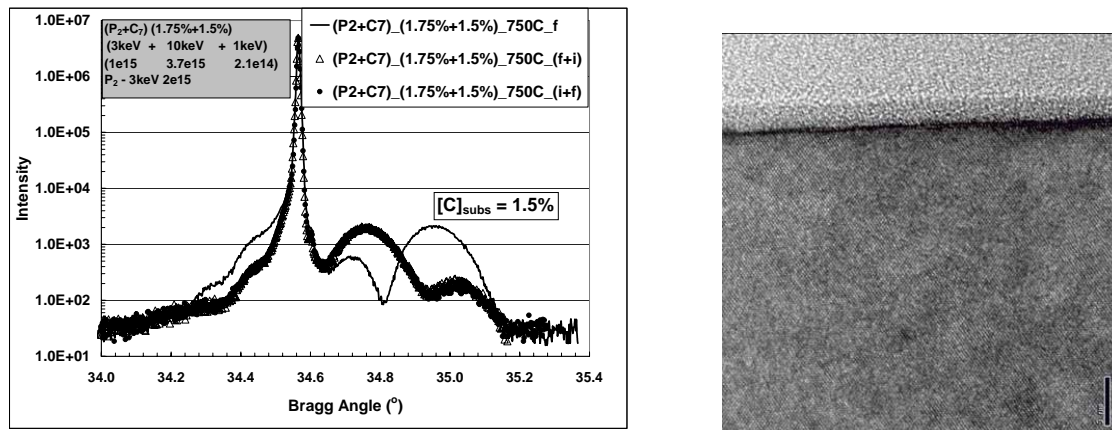 1.0E+07
1.0E+06
1.0E+05
1.0E+04
1.0E+03
1.0E+02
1.0E+01
Intensity
(P2+C7) (1.75%+1.5%)
(3keV + 10keV + 1keV)
(1e15 3.7e15 2.1e14)
P2 - 3keV 2e15
(P2+C7)_(1.75%+1.5%)_750C_f
(P2+C7)_(1.75%+1.5%)_750C_(f+i)
(P2+C7)_(1.75%+1.5%)_750C_(i+f)
[C]subs = 1.5%
34.0 34.2 34.4 34.6 34.8 35.0 35.2 35.4
Bragg Angle (o)